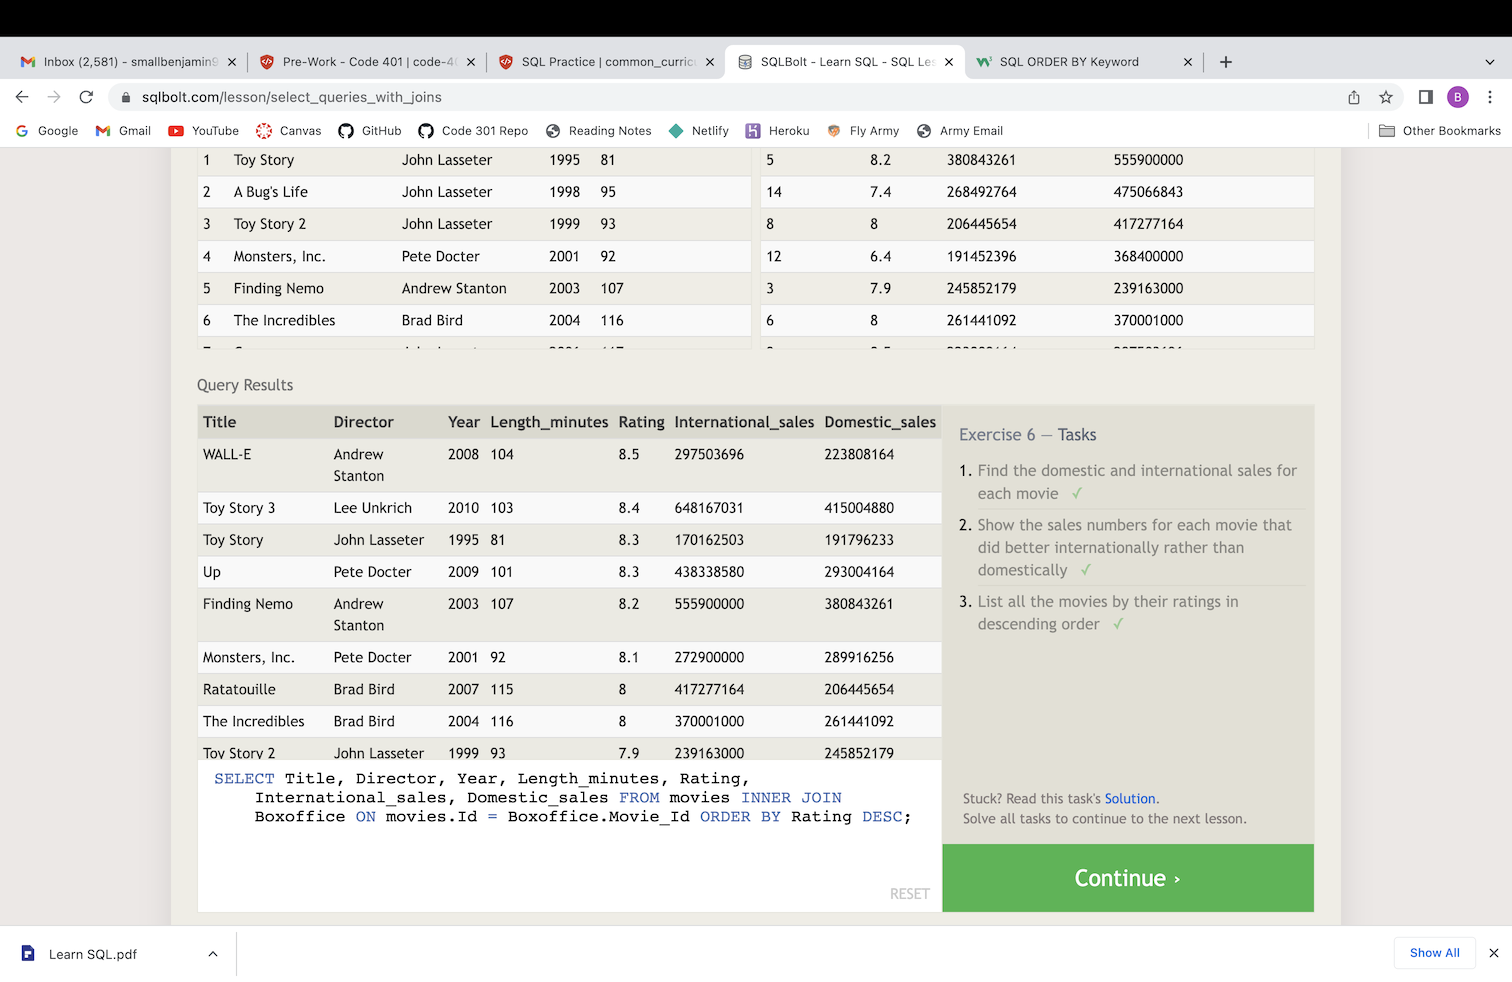 Inbox (2,581) - smallbenjamin9
Pre-Work - Code 401 | code-40
SQL Practice | common_curric
SQLBolt - Learn SQL - SQL Les
SQL ORDER BY Keyword
sqlbolt.com/lesson/select_queries_with_joins
B
Google Gmail YouTube Canvas GitHub Code 301 Repo Reading Notes Netlify Heroku Fly Army Army Email Other Bookmarks
1 Toy Story John Lasseter 1995 81 5 8.2 380843261 555900000
2 A Bug's Life John Lasseter 1998 95 14 7.4 268492764 475066843
3 Toy Story 2 John Lasseter 1999 93 8 8 206445654 417277164
4 Monsters, Inc. Pete Docter 2001 92 12 6.4 191452396 368400000
5 Finding Nemo Andrew Stanton 2003 107 3 7.9 245852179 239163000
6 The Incredibles Brad Bird 2004 116 6 8 261441092 370001000
Query Results
Title Director Year Length_minutes Rating International_sales Domestic_sales
WALL-E Andrew Stanton 2008 104 8.5 297503696 223808164
Toy Story 3 Lee Unkrich 2010 103 8.4 648167031 415004880
Toy Story John Lasseter 1995 81 8.3 170162503 191796233
Up Pete Docter 2009 101 8.3 438338580 293004164
Finding Nemo Andrew Stanton 2003 107 8.2 555900000 380843261
Monsters, Inc. Pete Docter 2001 92 8.1 272900000 289916256
Ratatouille Brad Bird 2007 115 8 417277164 206445654
The Incredibles Brad Bird 2004 116 8 370001000 261441092
Toy Story 2 John Lasseter 1999 93 7.9 239163000 245852179
SELECT Title, Director, Year, Length_minutes, Rating,
International_sales, Domestic_sales FROM movies INNER JOIN
Boxoffice ON movies.Id = Boxoffice.Movie_Id ORDER BY Rating DESC;
RESET
Exercise 6 — Tasks
1. Find the domestic and international sales for
each movie ✓
2. Show the sales numbers for each movie that
did better internationally rather than
domestically ✓
3. List all the movies by their ratings in
descending order ✓
Stuck? Read this task's Solution.
Solve all tasks to continue to the next lesson.
Continue ›
Learn SQL.pdf
Show All